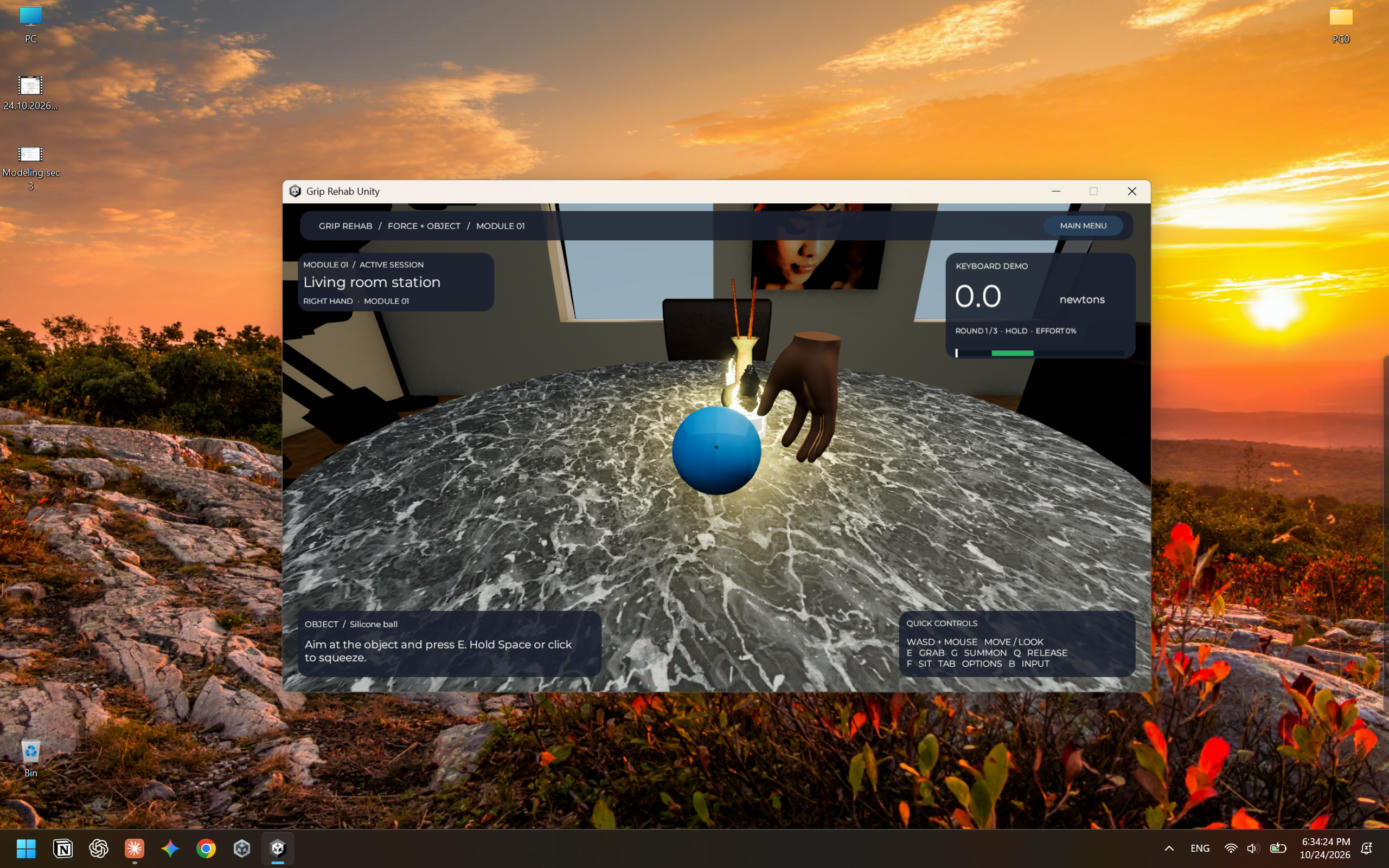 PC
24.10.2026...
Modeling sec
3
Bin
PC0
Grip Rehab Unity
GRIP REHAB / FORCE + OBJECT / MODULE 01
MAIN MENU
MODULE 01 / ACTIVE SESSION
Living room station
RIGHT HAND · MODULE 01
KEYBOARD DEMO
0.0 newtons
ROUND 1/3 · HOLD · EFFORT 0%
OBJECT / Silicone ball
Aim at the object and press E. Hold Space or click
to squeeze.
QUICK CONTROLS
WASD + MOUSE MOVE / LOOK
E GRAB G SUMMON Q RELEASE
F SIT TAB OPTIONS B INPUT
ENG
6:34:24 PM
10/24/2026